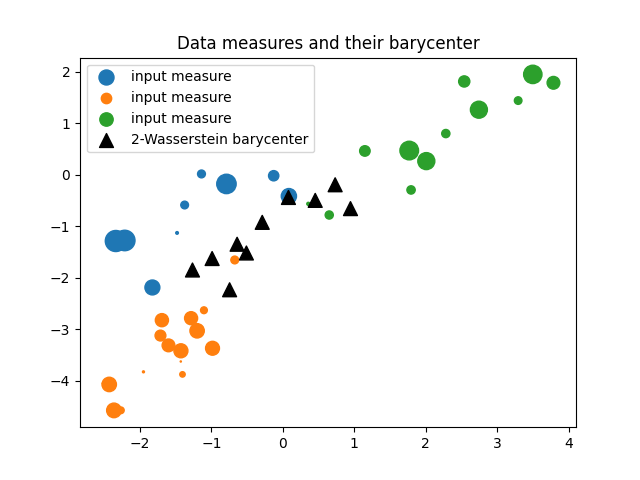 Data measures and their barycenter
input measure
input measure
input measure
2-Wasserstein barycenter
2
1
0
−1
−2
−3
−4
−2 −1 0 1 2 3 4